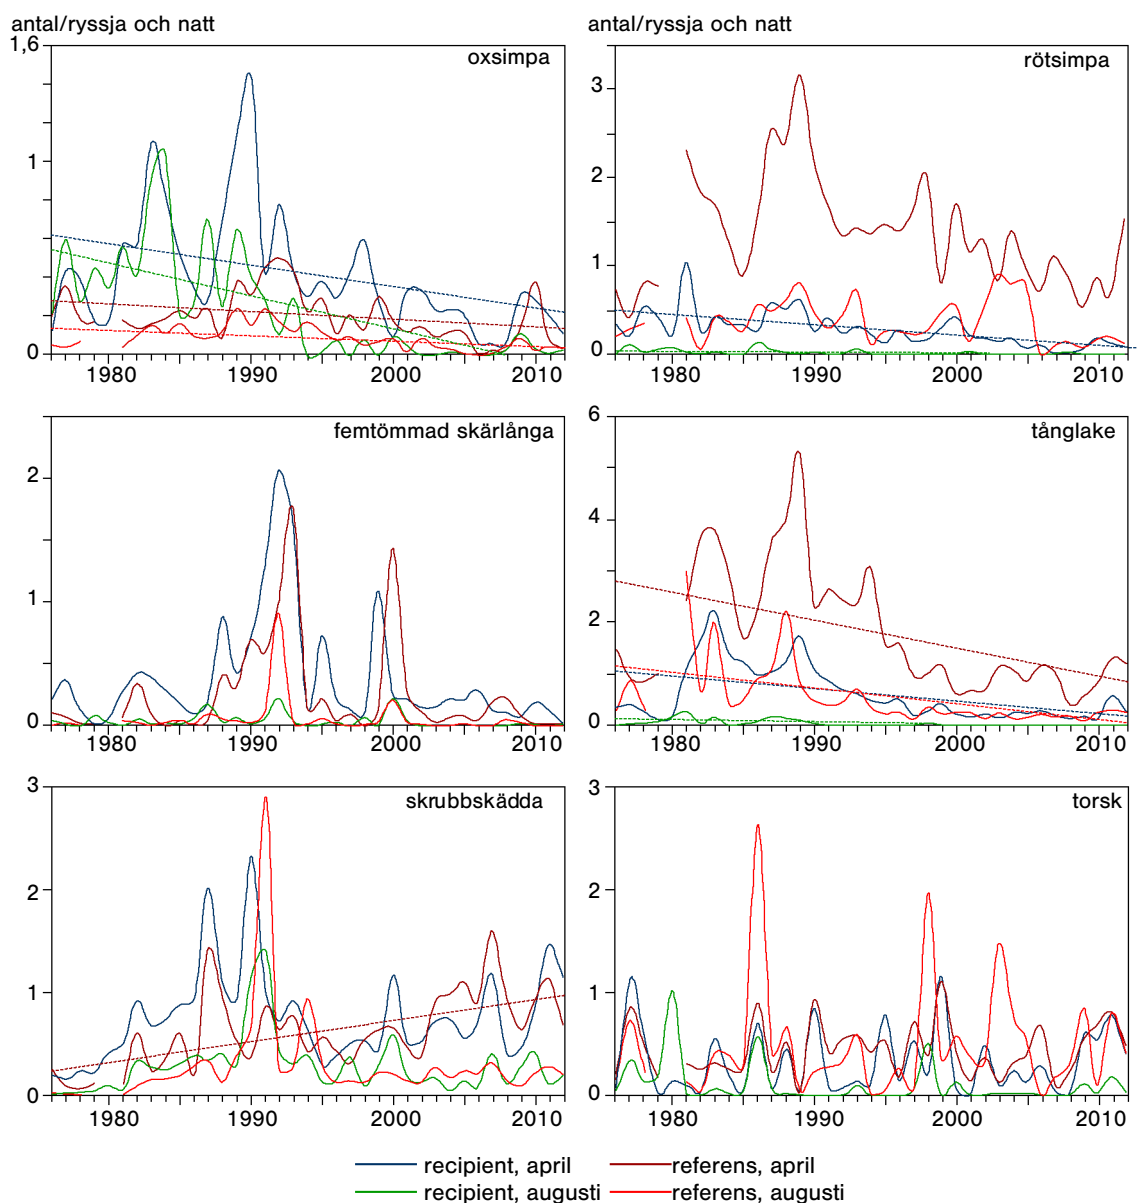 antal/ryssja och natt
antal/ryssja och natt
1,6
oxsimpa
1
0
1980 1990 2000 2010
rötsimpa
3
2
1
0
1980 1990 2000 2010
femtömmad skärlånga
2
1
0
1980 1990 2000 2010
tånglake
6
4
2
0
1980 1990 2000 2010
skrubbskädda
3
2
1
0
1980 1990 2000 2010
torsk
3
2
1
0
1980 1990 2000 2010
recipient, april referens, april
recipient, augusti referens, augusti